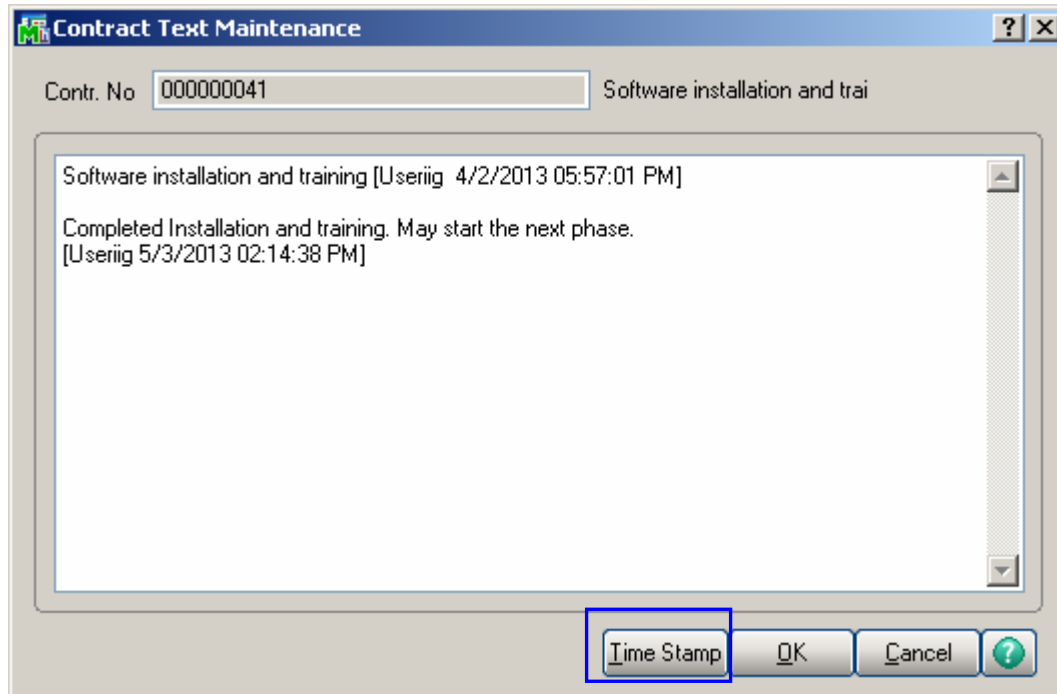 Contract Text Maintenance
Contr. No 000000041 Software installation and trai
Software installation and training [Useriig 4/2/2013 05:57:01 PM]
Completed Installation and training. May start the next phase.
[Useriig 5/3/2013 02:14:38 PM]
Time Stamp OK Cancel